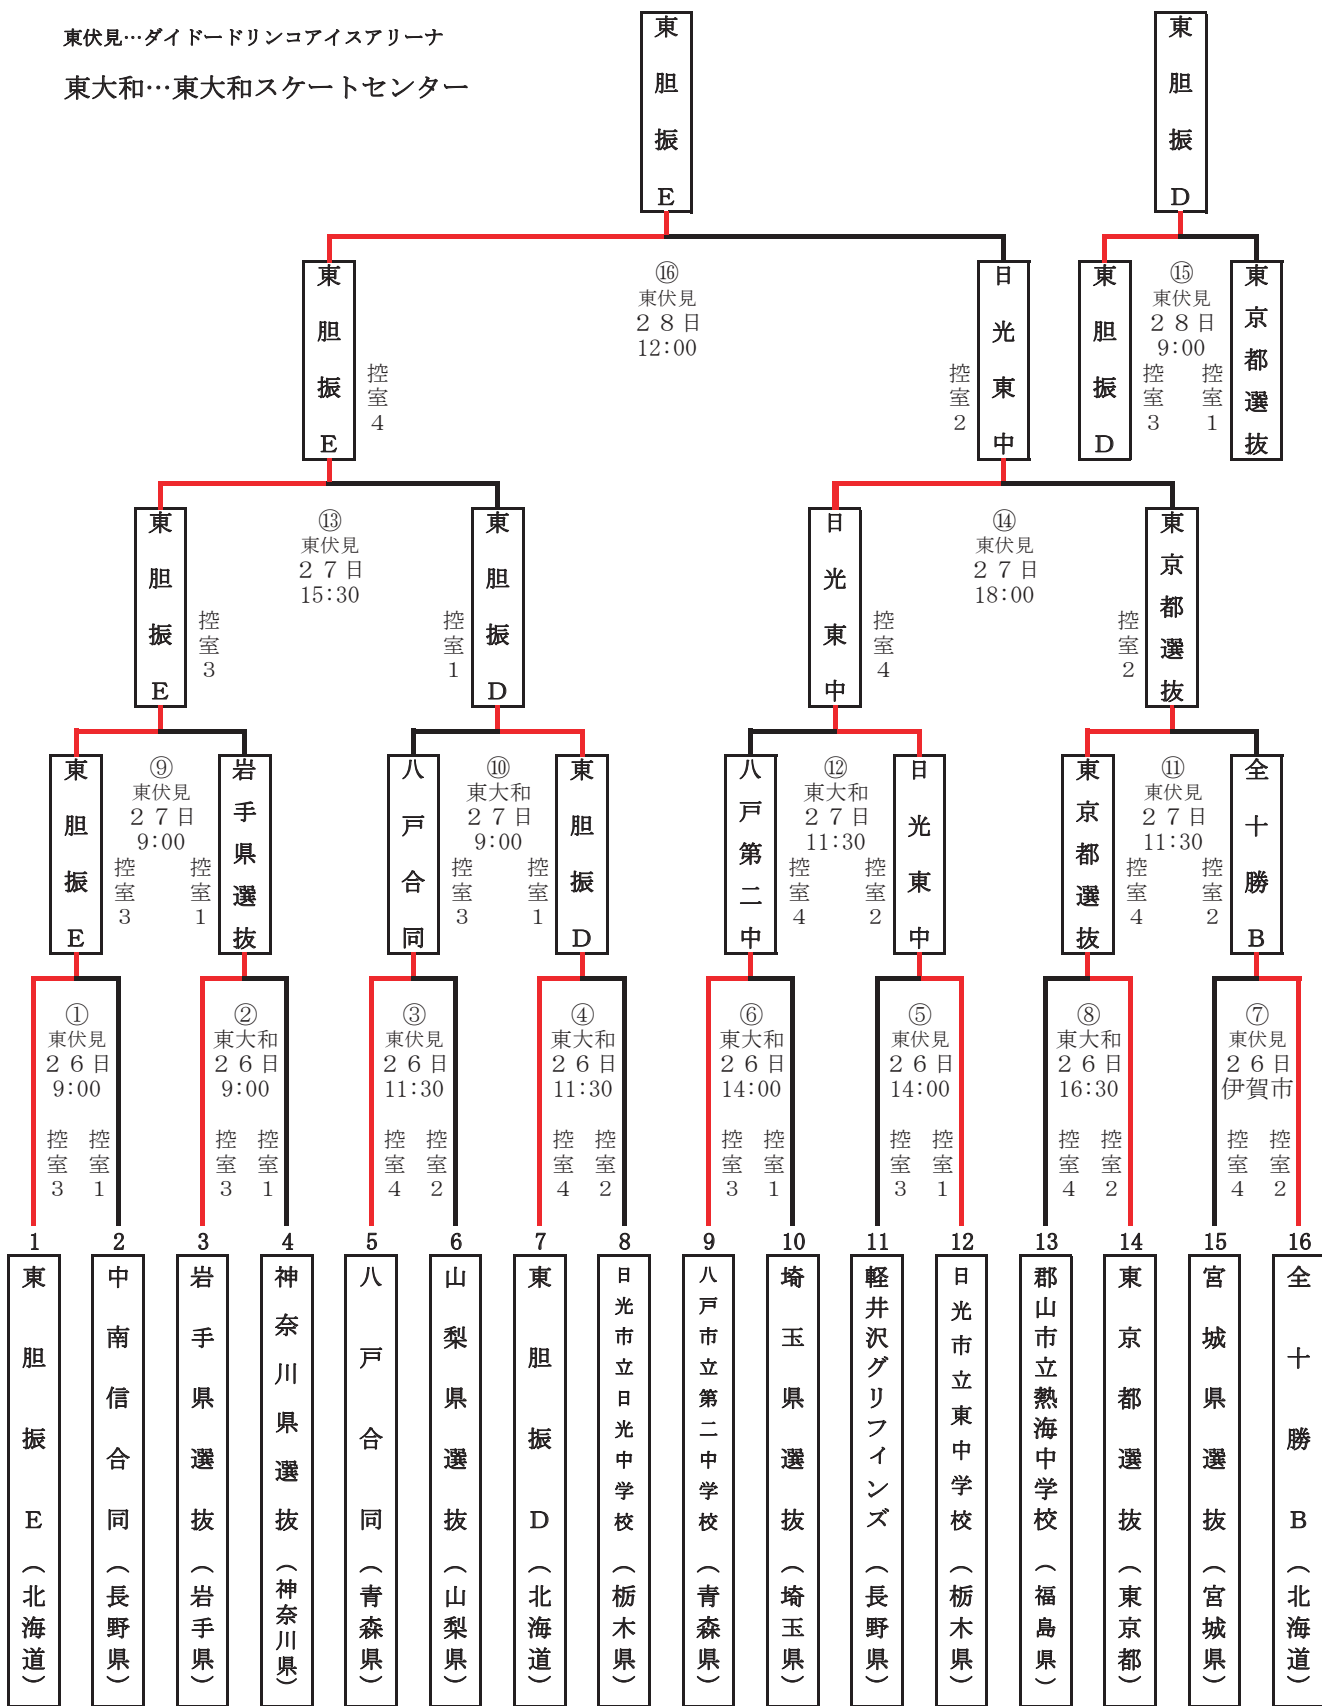 東伏見…ダイドードリンコアイスアリーナ
東大和…東大和スケートセンター
東胆振E
東胆振D
東胆振E
控室4
⑯
東伏見
28日
12:00
控室2
日光東中
東胆振D
控室3
⑮
東伏見
28日
9:00
控室1
東京都選抜
東胆振E
控室3
⑬
東伏見
27日
15:30
控室1
東胆振D
日光東中
控室4
⑭
東伏見
27日
18:00
控室2
東京都選抜
東胆振E
控室3
⑨
東伏見
27日
9:00
控室1
岩手県選抜
八戸合同
控室3
⑩
東大和
27日
9:00
控室1
東胆振D
八戸第二中
控室4
⑫
東大和
27日
11:30
控室2
日光東中
東京都選抜
控室4
⑪
東伏見
27日
11:30
控室2
全十勝B
①
東伏見
26日
9:00
控室3
控室1
②
東大和
26日
9:00
控室3
控室1
③
東伏見
26日
11:30
控室4
控室2
④
東大和
26日
11:30
控室4
控室2
⑥
東大和
26日
14:00
控室3
控室1
⑤
東伏見
26日
14:00
控室3
控室1
⑧
東大和
26日
16:30
控室4
控室2
⑦
東伏見
26日
伊賀市
控室4
控室2
1
東胆振E(北海道)
2
中南信合同(長野県)
3
岩手県選抜(岩手県)
4
神奈川県選抜(神奈川県)
5
八戸合同(青森県)
6
山梨県選抜(山梨県)
7
東胆振D(北海道)
8
日光市立日光中学校(栃木県)
9
八戸市立第二中学校(青森県)
10
埼玉県選抜(埼玉県)
11
軽井沢グリフィンズ(長野県)
12
日光市立東中学校(栃木県)
13
郡山市立熱海中学校(福島県)
14
東京都選抜(東京都)
15
宮城県選抜(宮城県)
16
全十勝B(北海道)